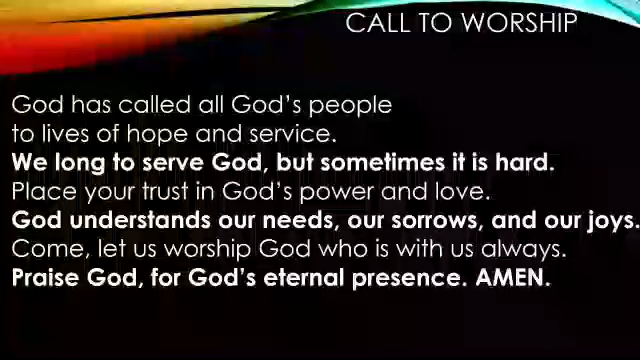 CALL TO WORSHIP
God has called all God's people
to lives of hope and service.
We long to serve God, but sometimes it is hard.
Place your trust in God's power and love.
God understands our needs, our sorrows, and our joys.
Come, let us worship God who is with us always.
Praise God, for God's eternal presence. AMEN.